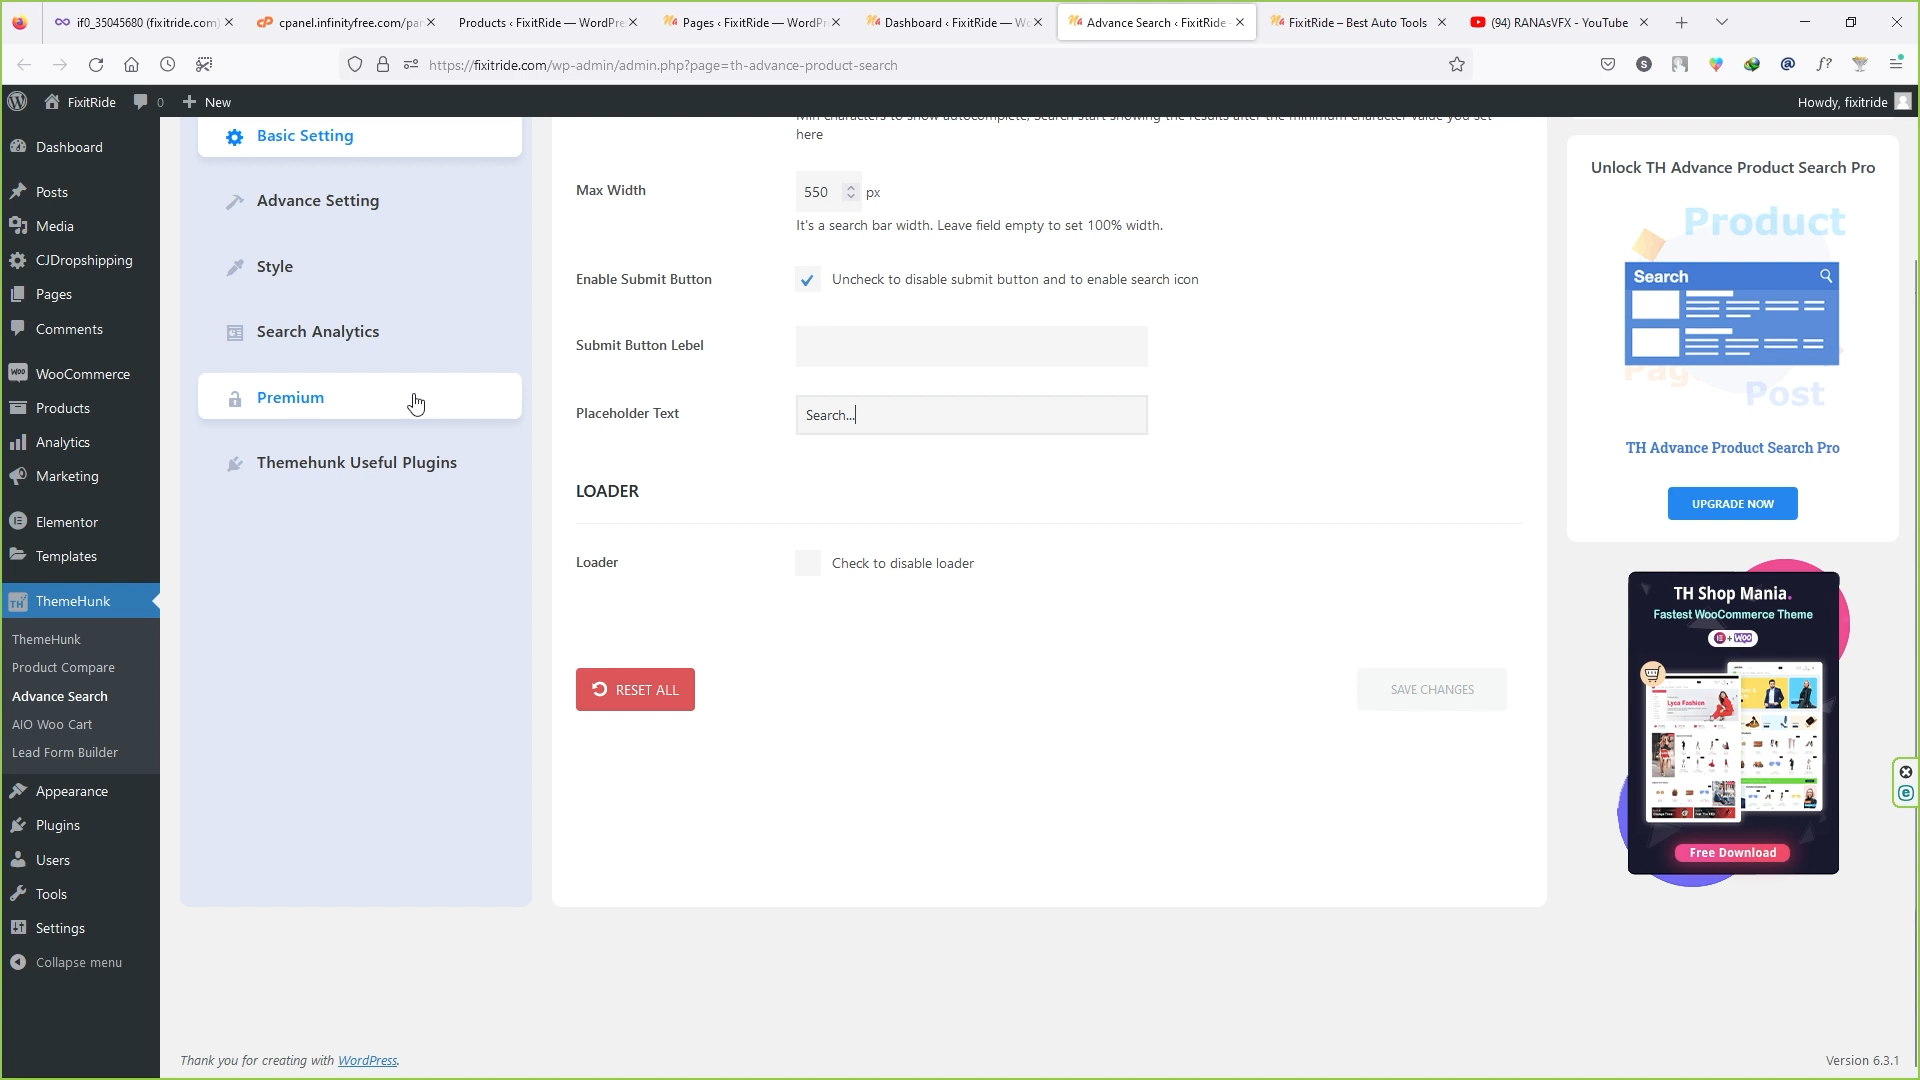 if0_35045680 (fixitride.com)
cpanel.infinityfree.com/par
Products ‹ FixitRide — WordPre
Pages ‹ FixitRide — WordPr
Dashboard ‹ FixitRide — Wo
Advance Search ‹ FixitRide
FixitRide – Best Auto Tools
(94) RANAsVFX - YouTube
https://fixitride.com/wp-admin/admin.php?page=th-advance-product-search
FixitRide
0
New
Howdy, fixitride
Dashboard
Posts
Media
CJDropshipping
Pages
Comments
WooCommerce
Products
Analytics
Marketing
Elementor
Templates
ThemeHunk
ThemeHunk
Product Compare
Advance Search
AIO Woo Cart
Lead Form Builder
Appearance
Plugins
Users
Tools
Settings
Collapse menu
Basic Setting
Advance Setting
Style
Search Analytics
Premium
Themehunk Useful Plugins
Min characters to show autocomplete, Search start showing the results after the minimum character value you set
here
Max Width
550
px
It's a search bar width. Leave field empty to set 100% width.
Enable Submit Button
Uncheck to disable submit button and to enable search icon
Submit Button Lebel
Placeholder Text
Search...
LOADER
Loader
Check to disable loader
RESET ALL
SAVE CHANGES
Unlock TH Advance Product Search Pro
Product
Search
Page
Post
TH Advance Product Search Pro
UPGRADE NOW
TH Shop Mania.
Fastest WooCommerce Theme
+ Woo
Lyca Fashion
Free Download
Thank you for creating with WordPress.
Version 6.3.1